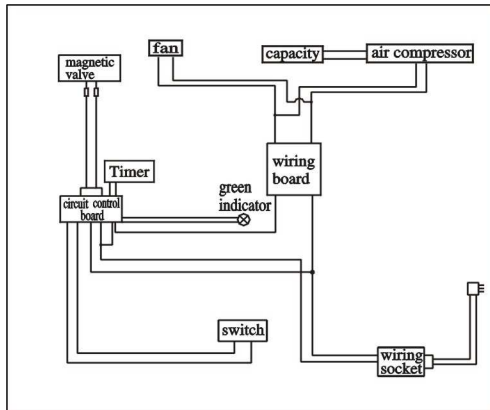 fan
capacity
air compressor
magnetic
valve
Timer
wiring
board
circuit control
board
green
indicator
switch
wiring
socket